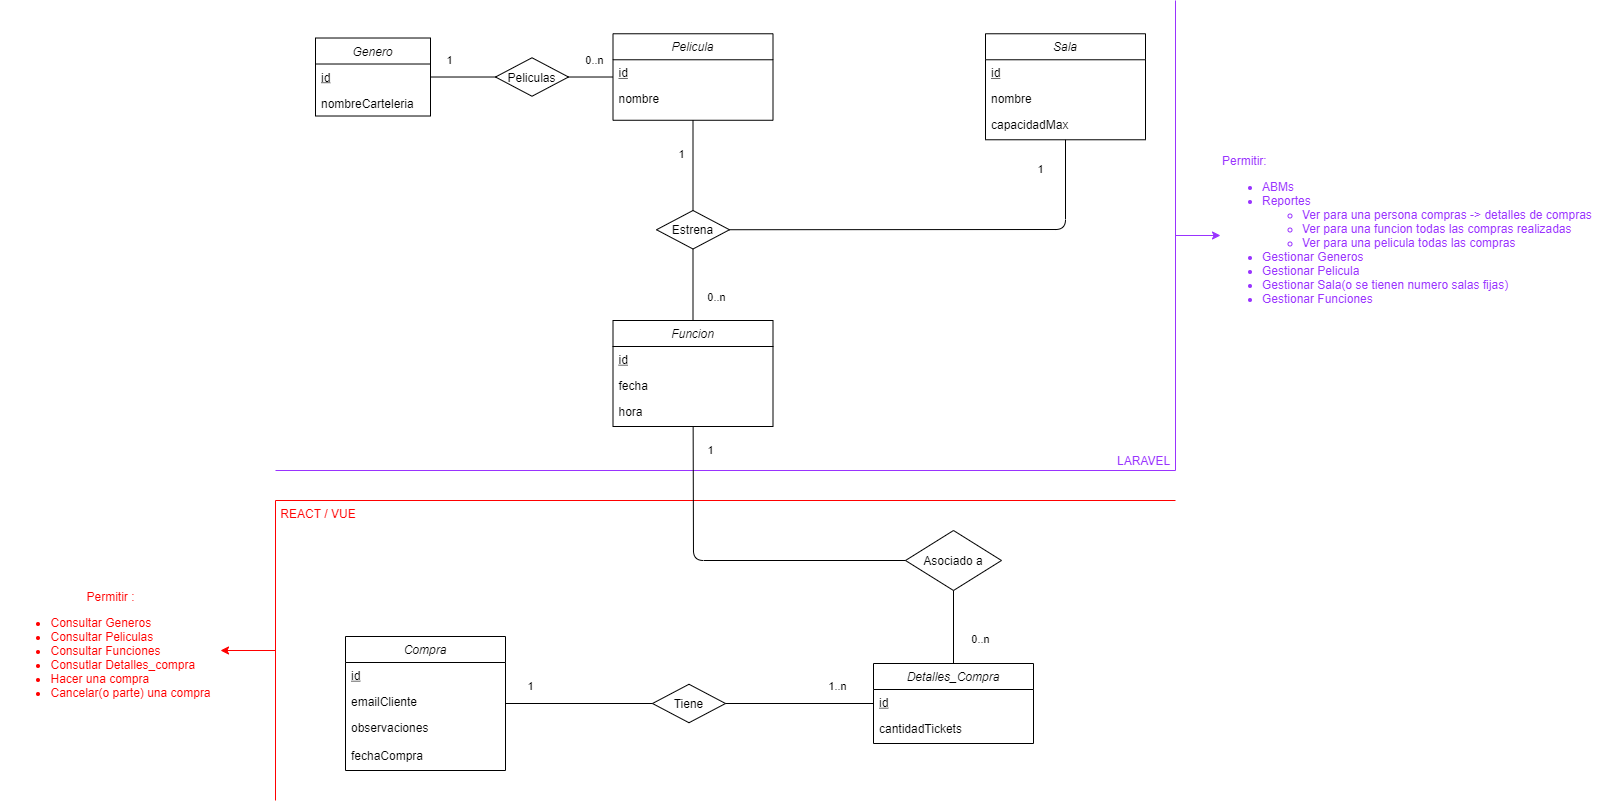 Genero
id
nombreCarteleria
1
Peliculas
0..n
Pelicula
id
nombre
Sala
id
nombre
capacidadMax
1
1
Estrena
0..n
Funcion
id
fecha
hora
1
LARAVEL
Permitir:
ABMs
Reportes
Ver para una persona compras -> detalles de compras
Ver para una funcion todas las compras realizadas
Ver para una pelicula todas las compras
Gestionar Generos
Gestionar Pelicula
Gestionar Sala(o se tienen numero salas fijas)
Gestionar Funciones
REACT / VUE
Asociado a
0..n
Permitir :
Consultar Generos
Consultar Peliculas
Consultar Funciones
Consutlar Detalles_compra
Hacer una compra
Cancelar(o parte) una compra
Compra
id
emailCliente
observaciones
fechaCompra
1
Tiene
1..n
Detalles_Compra
id
cantidadTickets